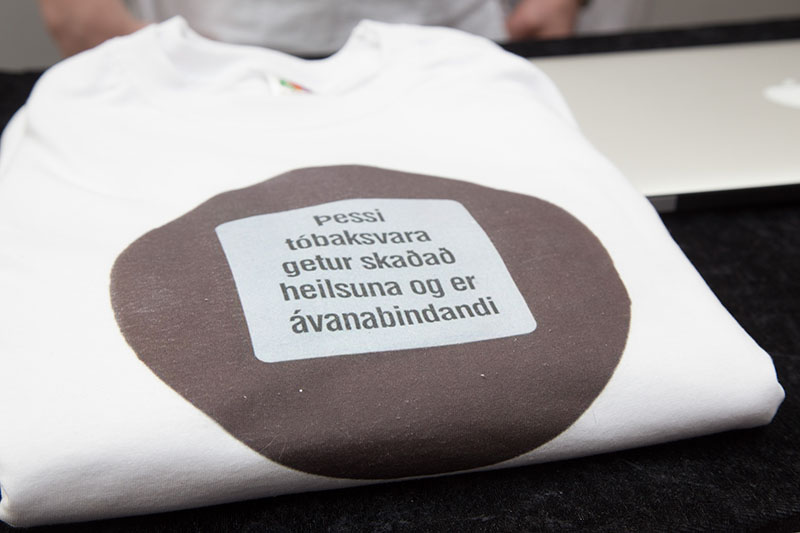 Þessi
tóbaksvara
getur skaðað
heilsuna og er
ávanabindandi